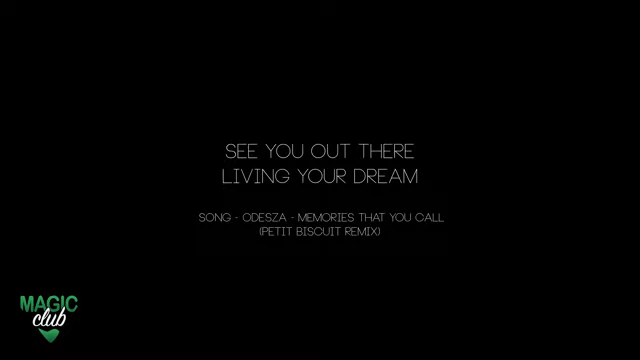 SEE YOU OUT THERE
LIVING YOUR DREAM
SONG - ODESZA - MEMORIES THAT YOU CALL
(PETIT BISCUIT REMIX)
MAGIC
club